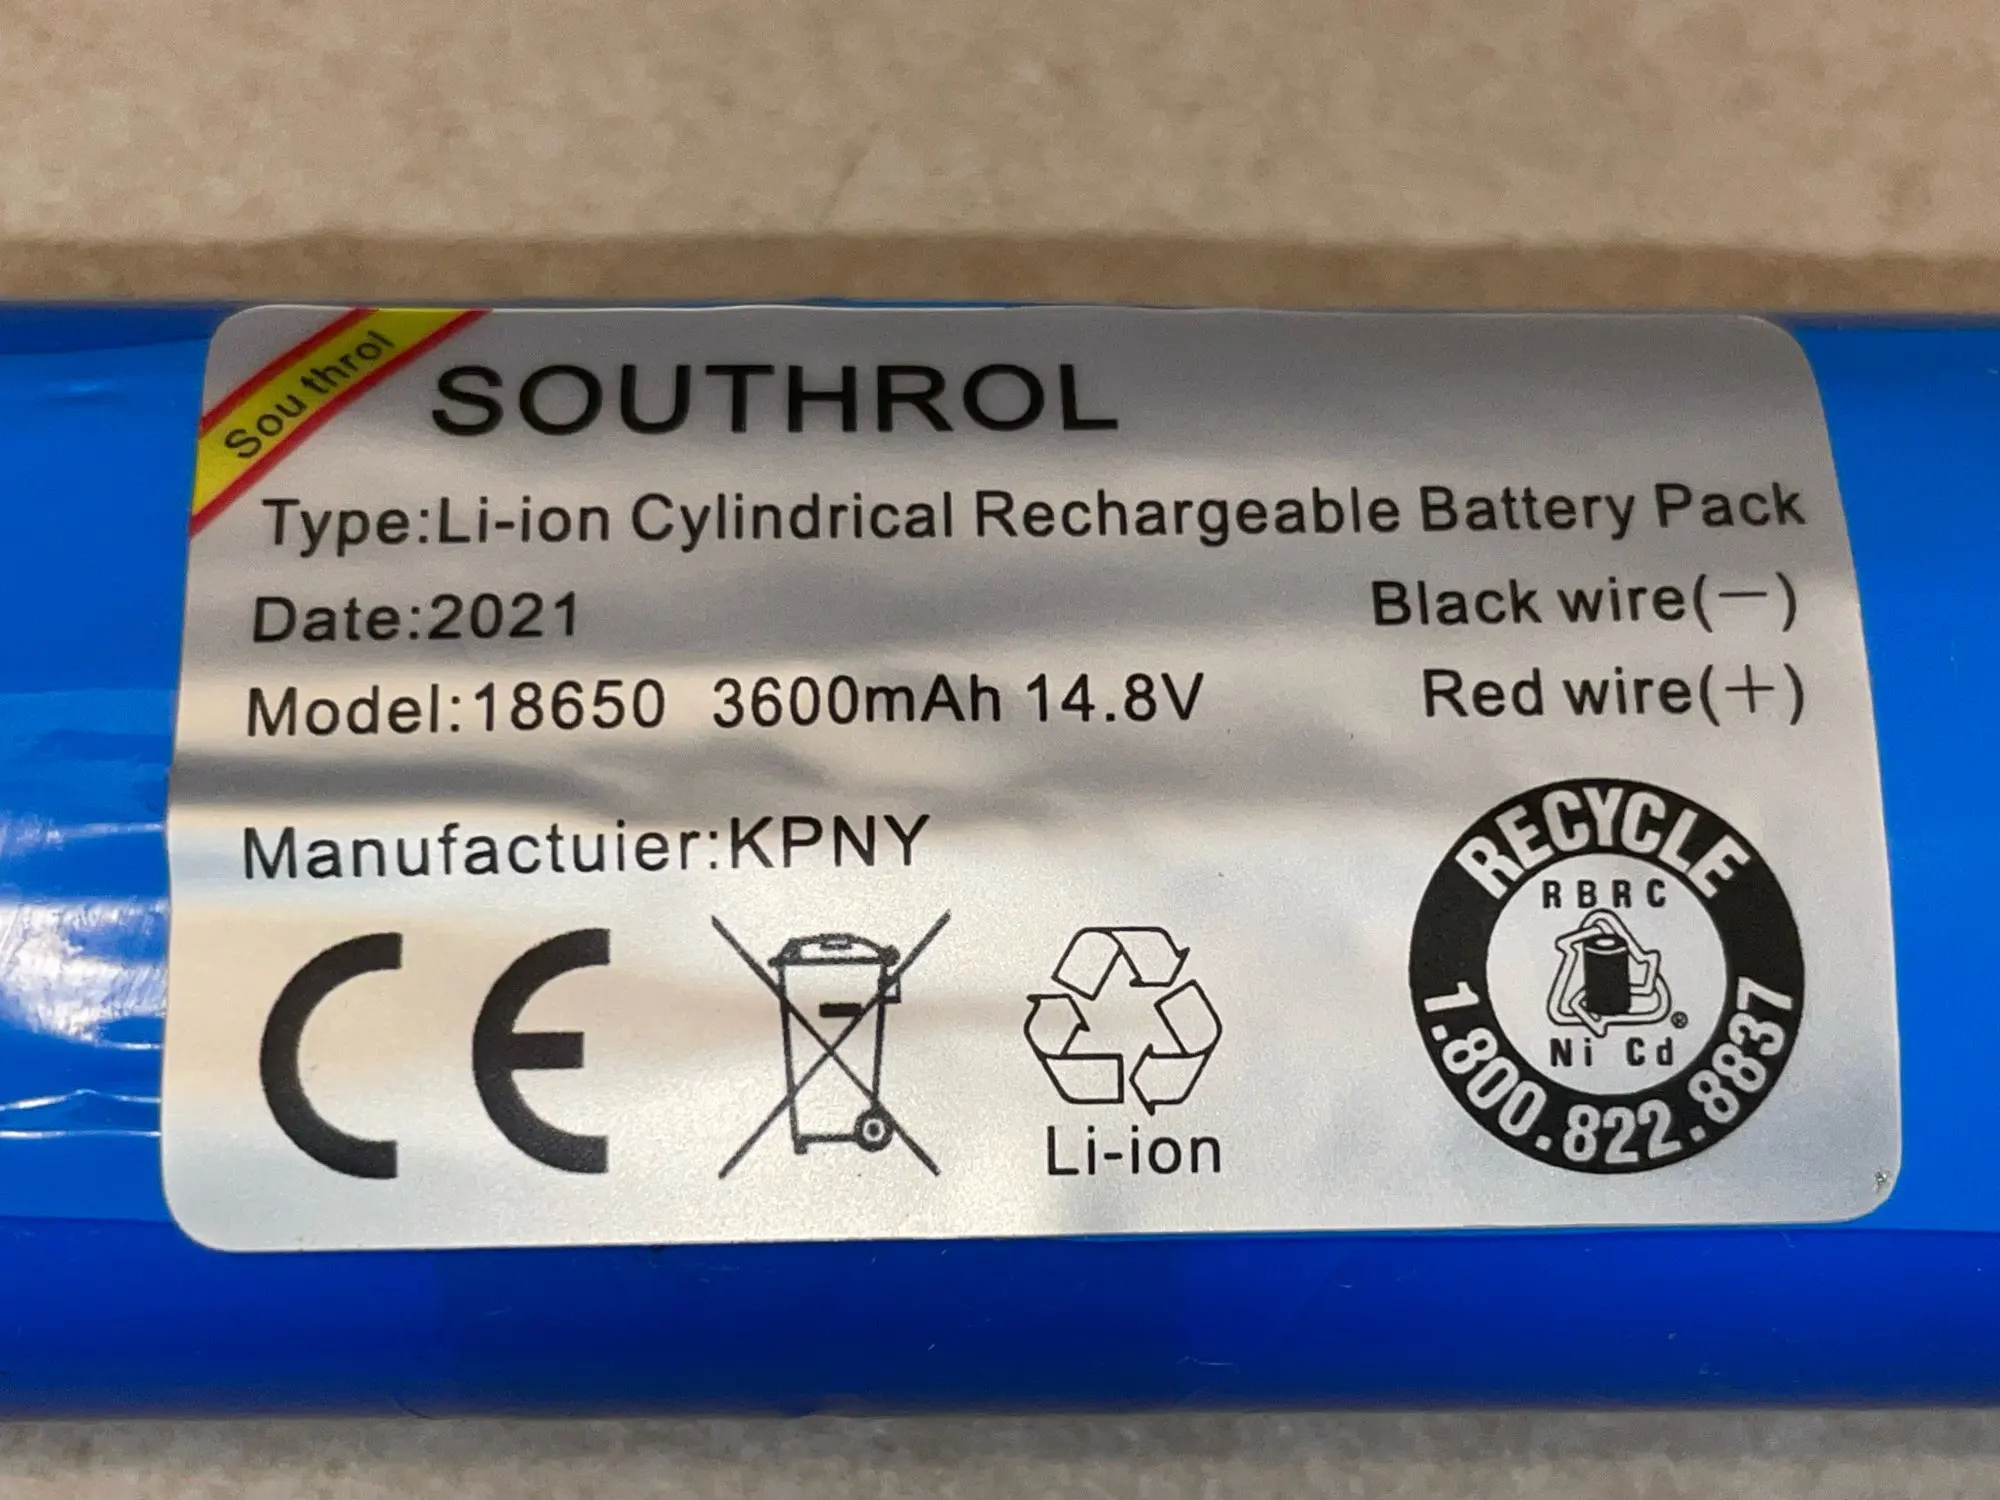 Sou throl
SOUTHROL
Type:Li-ion Cylindrical Rechargeable Battery Pack
Date:2021
Black wire(—)
Model:18650 3600mAh 14.8V
Red wire(+)
Manufactuier:KPNY
CE
Li-ion
RECYCLE
RBRC
®
Ni Cd
1.800.822.8837